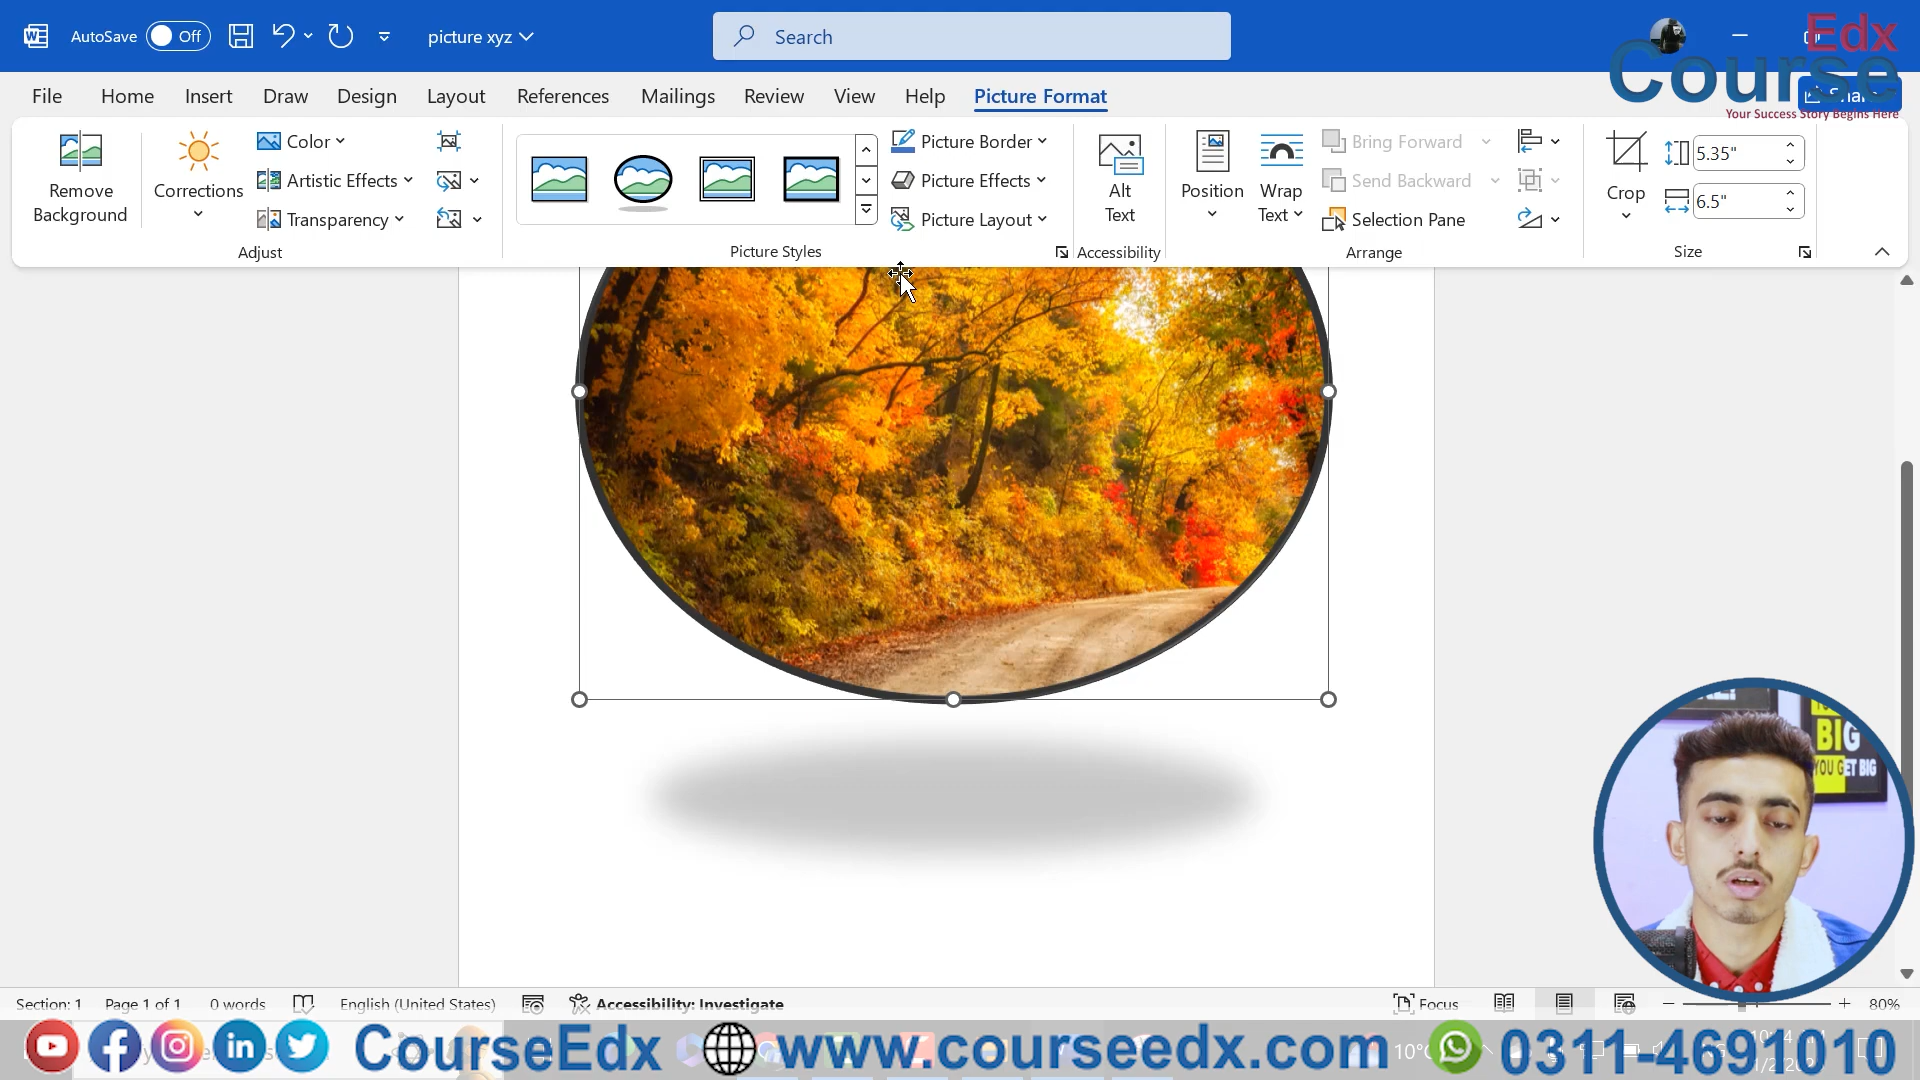 AutoSave Off picture xyz Search
Edx
Course
Your Success Story Begins Here
File Home Insert Draw Design Layout References Mailings Review View Help Picture Format
Remove Background
Corrections
Color
Artistic Effects
Transparency
Adjust
Picture Border
Picture Effects
Picture Layout
Picture Styles
Alt Text
Accessibility
Position
Wrap Text
Bring Forward
Send Backward
Selection Pane
Arrange
Crop
5.35"
6.5"
Size
BIG
YOU GET BIG
Section: 1 Page 1 of 1 0 words English (United States) Accessibility: Investigate Focus 80%
CourseEdx www.courseedx.com 0311-4691010
10°C